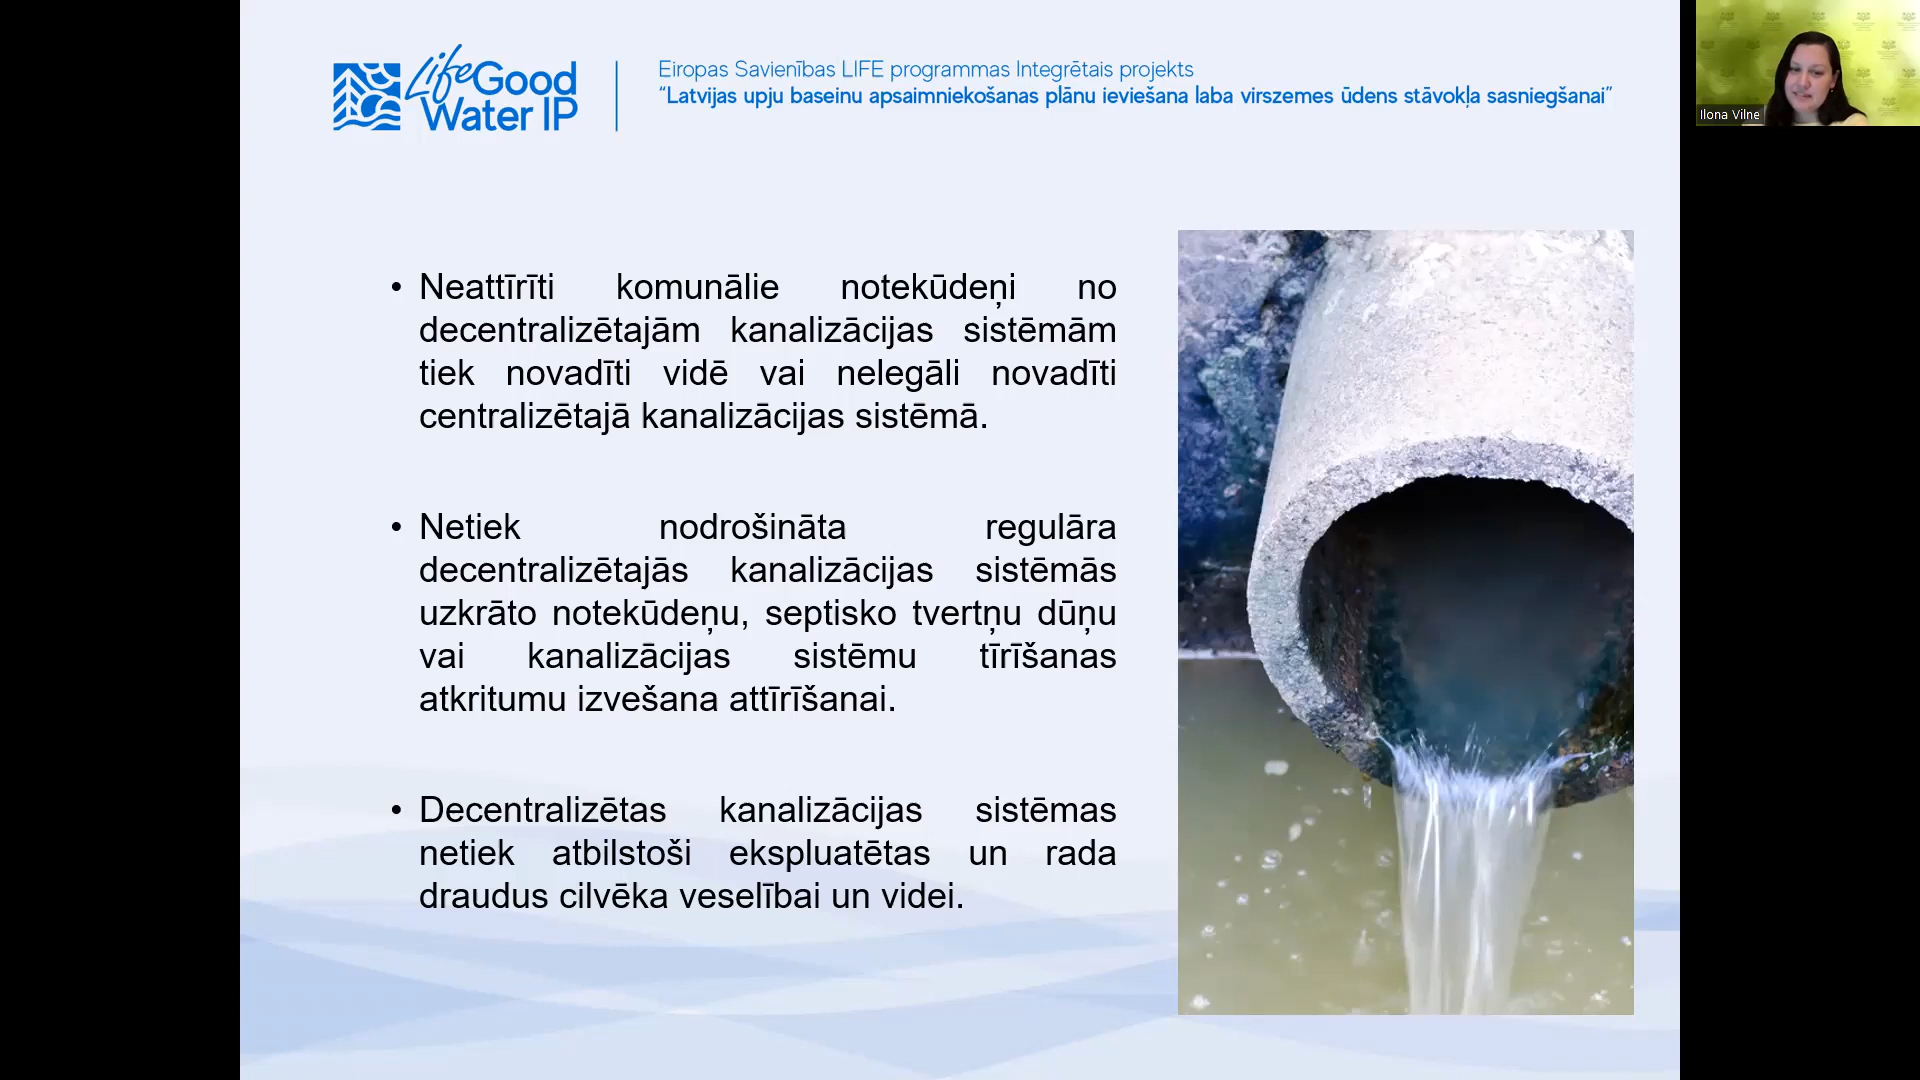 Life Good
Water IP
Eiropas Savienības LIFE programmas Integrētais projekts
“Latvijas upju baseinu apsaimniekošanas plānu ieviešana laba virszemes ūdens stāvokļa sasniegšanai”
Ilona Vilne
• Neattīrīti komunālie notekūdeņi no
decentralizētajām kanalizācijas sistēmām
tiek novadīti vidē vai nelegāli novadīti
centralizētajā kanalizācijas sistēmā.
• Netiek nodrošināta regulāra
decentralizētajās kanalizācijas sistēmās
uzkrāto notekūdeņu, septisko tvertņu dūņu
vai kanalizācijas sistēmu tīrīšanas
atkritumu izvešana attīrīšanai.
• Decentralizētas kanalizācijas sistēmas
netiek atbilstoši ekspluatētas un rada
draudus cilvēka veselībai un videi.